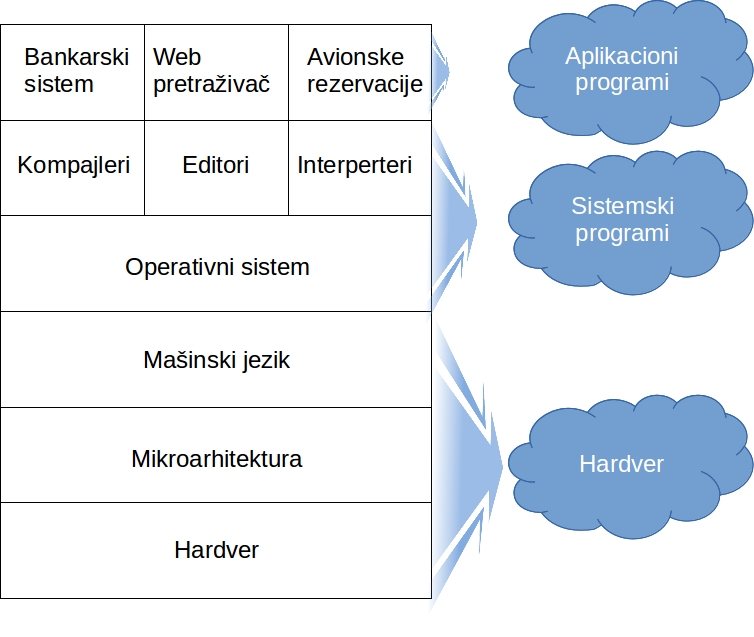 Bankarski
sistem
Web
pretraživač
Avionske
rezervacije
Aplikacioni
programi
Kompajleri
Editori
Interperteri
Sistemski
programi
Operativni sistem
Mašinski jezik
Mikroarhitektura
Hardver
Hardver